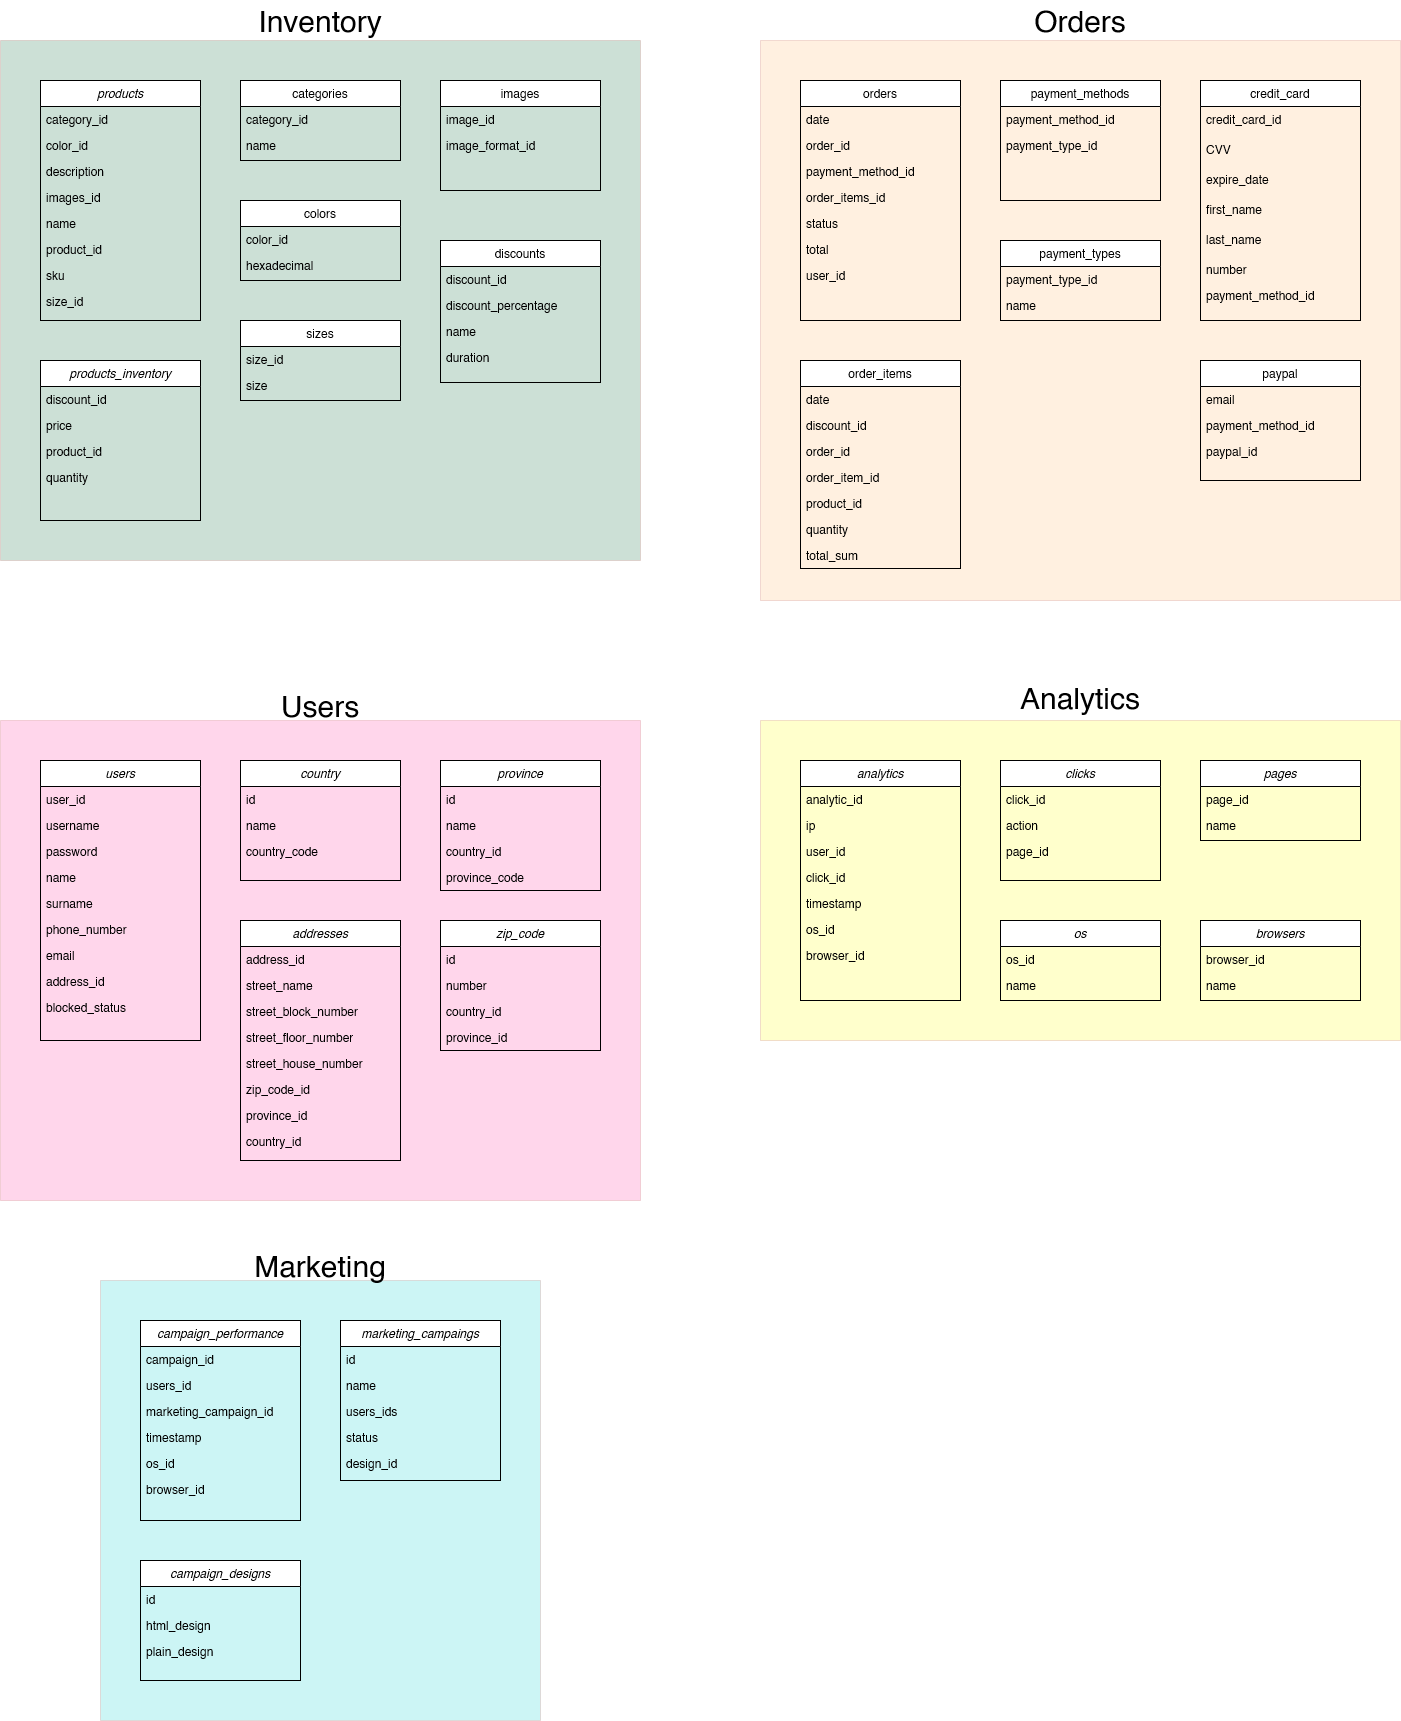 Inventory
products
category_id
color_id
description
images_id
name
product_id
sku
size_id
categories
category_id
name
images
image_id
image_format_id
colors
color_id
hexadecimal
discounts
discount_id
discount_percentage
name
duration
sizes
size_id
size
products_inventory
discount_id
price
product_id
quantity
Orders
orders
date
order_id
payment_method_id
order_items_id
status
total
user_id
payment_methods
payment_method_id
payment_type_id
credit_card
credit_card_id
CVV
expire_date
first_name
last_name
number
payment_method_id
payment_types
payment_type_id
name
order_items
date
discount_id
order_id
order_item_id
product_id
quantity
total_sum
paypal
email
payment_method_id
paypal_id
Users
users
user_id
username
password
name
surname
phone_number
email
address_id
blocked_status
country
id
name
country_code
province
id
name
country_id
province_code
addresses
address_id
street_name
street_block_number
street_floor_number
street_house_number
zip_code_id
province_id
country_id
zip_code
id
number
country_id
province_id
Analytics
analytics
analytic_id
ip
user_id
click_id
timestamp
os_id
browser_id
clicks
click_id
action
page_id
pages
page_id
name
os
os_id
name
browsers
browser_id
name
Marketing
campaign_performance
campaign_id
users_id
marketing_campaign_id
timestamp
os_id
browser_id
marketing_campaings
id
name
users_ids
status
design_id
campaign_designs
id
html_design
plain_design